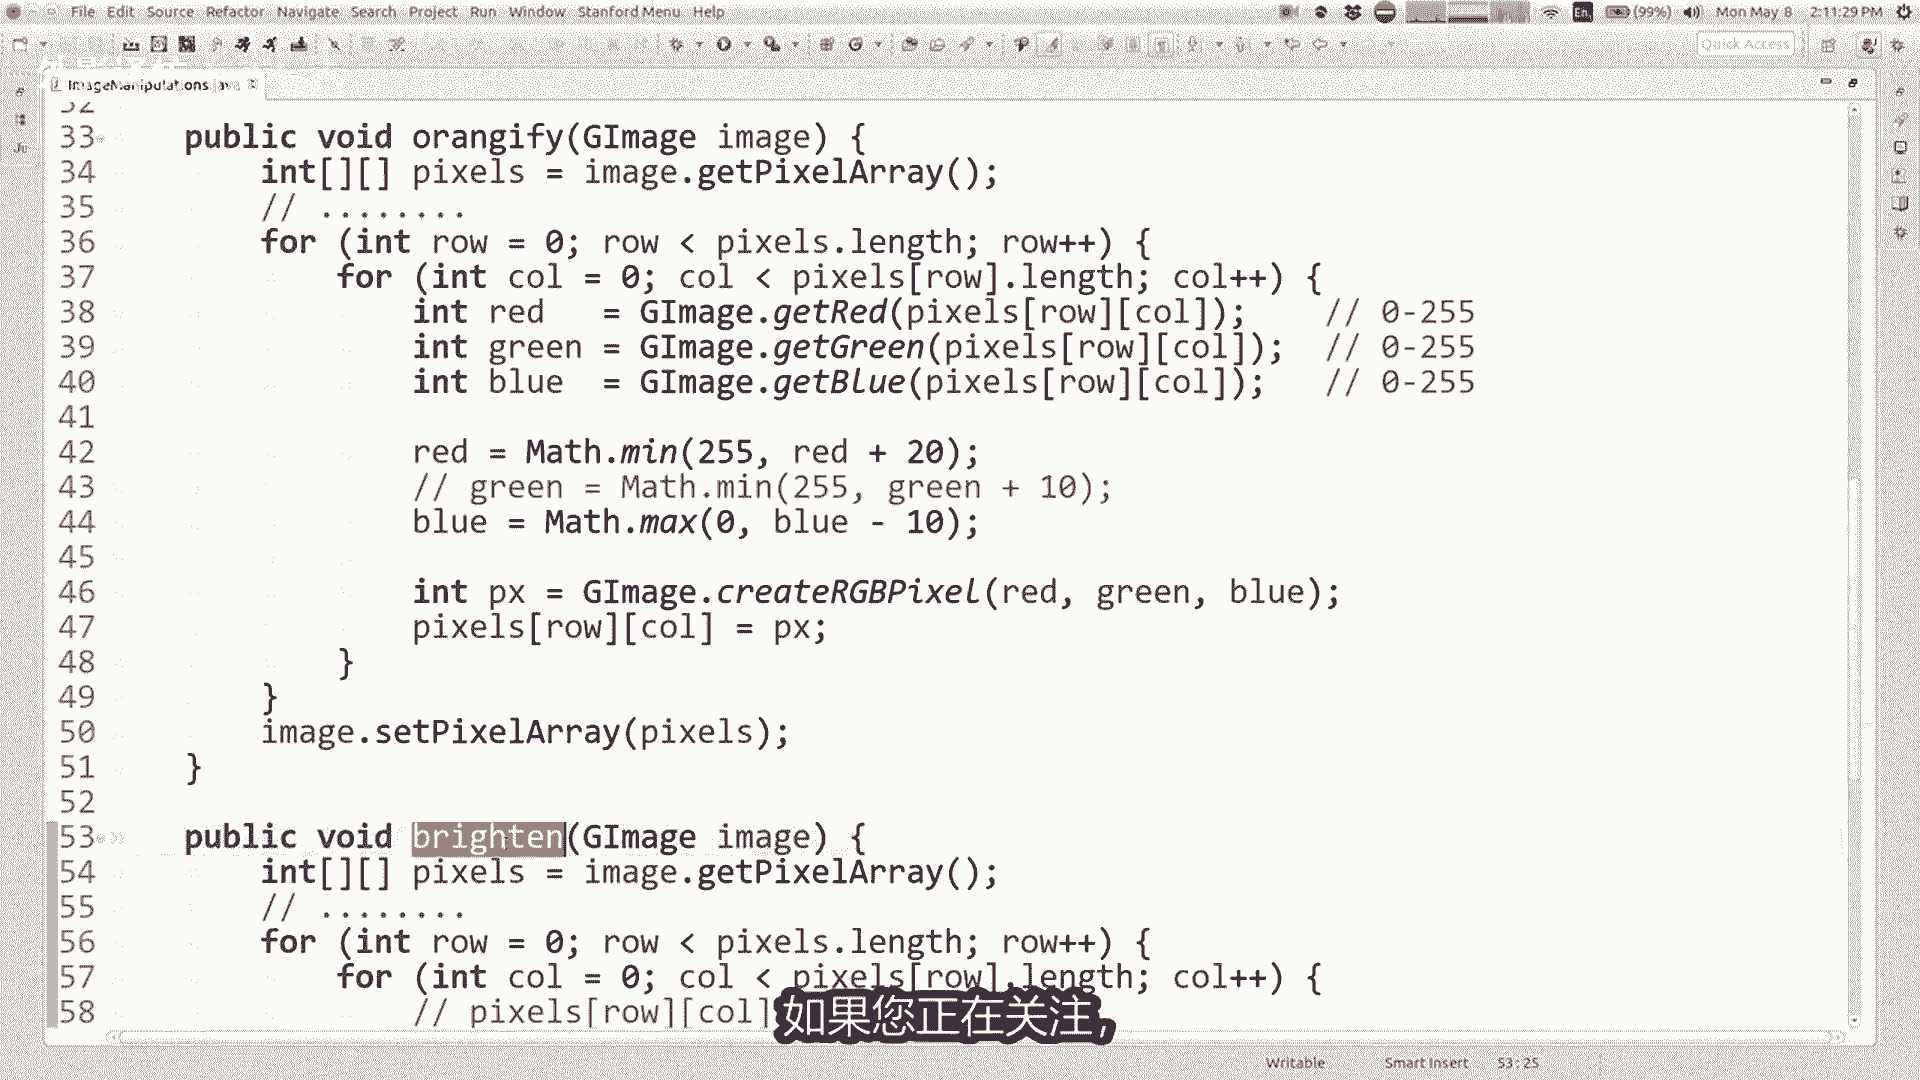 File Edit Source Refactor Navigate Search Project Run Window Stanford Menu Help En (99%) Mon May 8 2:11:29 PM
Quick Access
ImageManipulations.java
Ju
32
33 public void orangify(GImage image) {
34 int[][] pixels = image.getPixelArray();
35 // ........
36 for (int row = 0; row < pixels.length; row++) {
37 for (int col = 0; col < pixels[row].length; col++) {
38 int red = GImage.getRed(pixels[row][col]); // 0-255
39 int green = GImage.getGreen(pixels[row][col]); // 0-255
40 int blue = GImage.getBlue(pixels[row][col]); // 0-255
41
42 red = Math.min(255, red + 20);
43 // green = Math.min(255, green + 10);
44 blue = Math.max(0, blue - 10);
45
46 int px = GImage.createRGBPixel(red, green, blue);
47 pixels[row][col] = px;
48 }
49 }
50 image.setPixelArray(pixels);
51 }
52
53 public void brighten(GImage image) {
54 int[][] pixels = image.getPixelArray();
55 // ........
56 for (int row = 0; row < pixels.length; row++) {
57 for (int col = 0; col < pixels[row].length; col++) {
58 // pixels[row][col]
如果您正在关注,
Writable Smart Insert 53:25